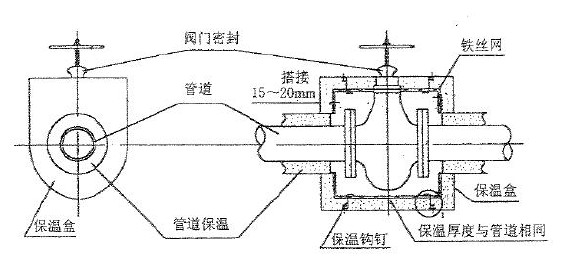 阀门密封
铁丝网
搭接
15～20mm
管道
保温盒
管道保温
保温盒
保温钩钉
保温厚度与管道相同
1